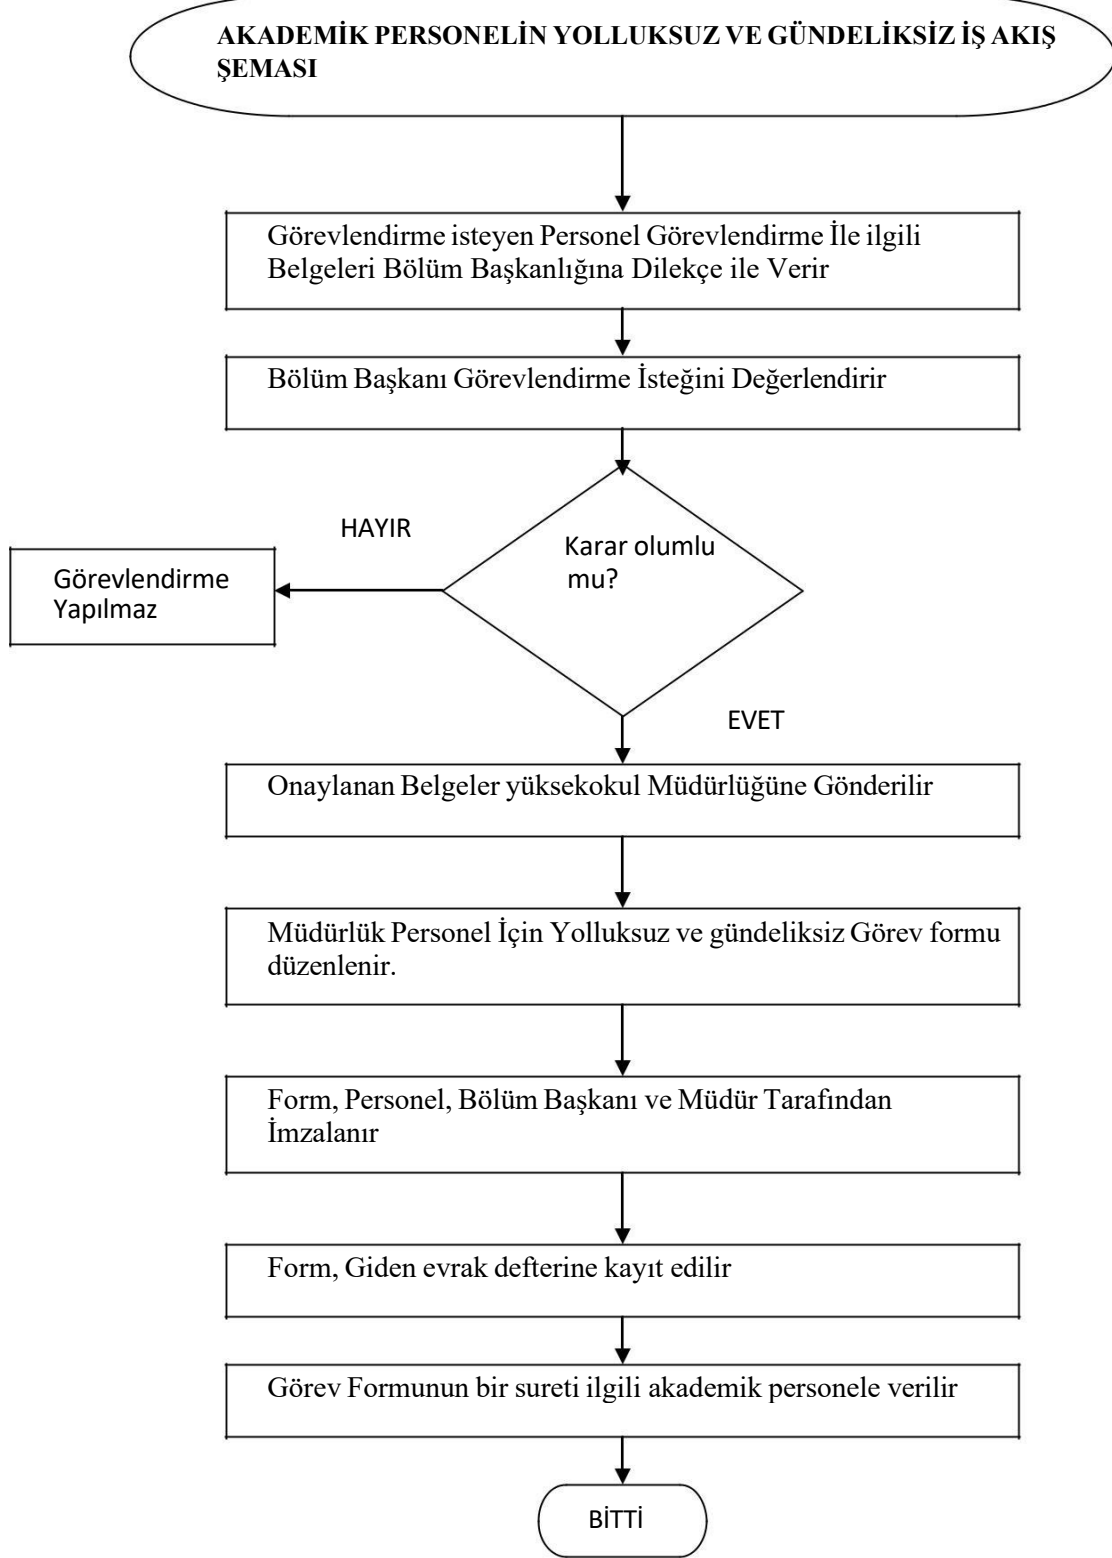 AKADEMİK PERSONELİN YOLLUKSUZ VE GÜNDELİKSİZ İŞ AKIŞ
ŞEMASI
Görevlendirme isteyen Personel Görevlendirme İle ilgili
Belgeleri Bölüm Başkanlığına Dilekçe ile Verir
Bölüm Başkanı Görevlendirme İsteğini Değerlendirir
HAYIR
Karar olumlu
mu?
Görevlendirme
Yapılmaz
EVET
Onaylanan Belgeler yüksekokul Müdürlüğüne Gönderilir
Müdürlük Personel İçin Yolluksuz ve gündeliksiz Görev formu
düzenlenir.
Form, Personel, Bölüm Başkanı ve Müdür Tarafından
İmzalanır
Form, Giden evrak defterine kayıt edilir
Görev Formunun bir sureti ilgili akademik personele verilir
BİTTİ